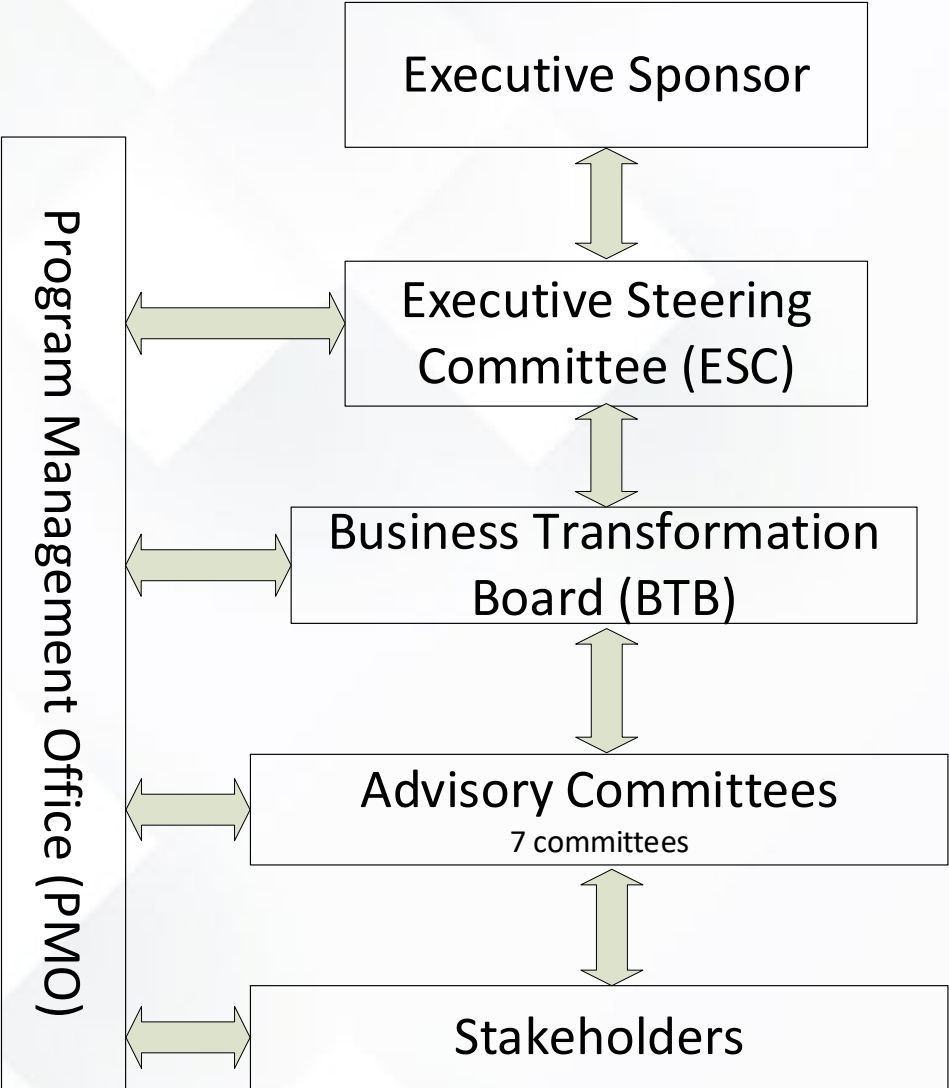 Executive Sponsor
Program Management Office (PMO)
Executive Steering
Committee (ESC)
Business Transformation
Board (BTB)
Advisory Committees
7 committees
Stakeholders